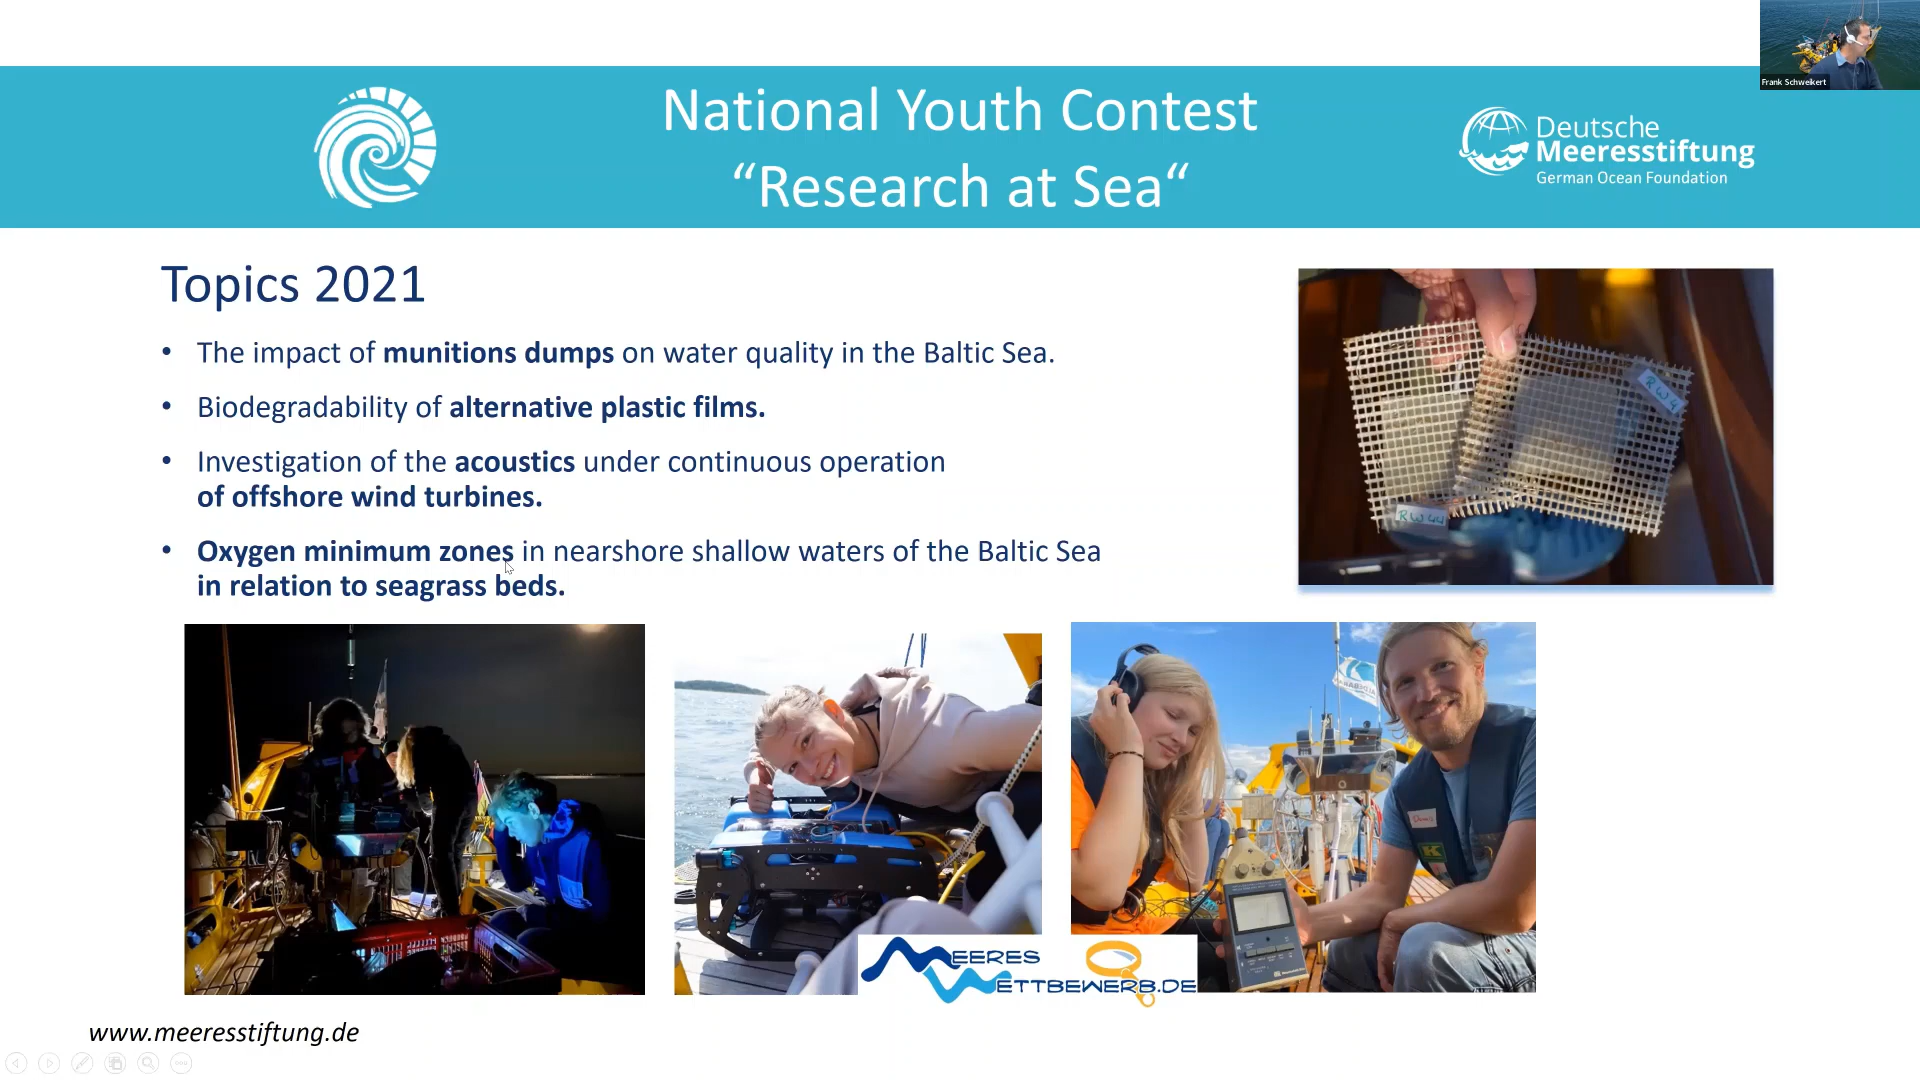 Frank Schweikert
National Youth Contest
“Research at Sea“
Deutsche
Meeresstiftung
German Ocean Foundation
Topics 2021
• The impact of munitions dumps on water quality in the Baltic Sea.
• Biodegradability of alternative plastic films.
• Investigation of the acoustics under continuous operation
of offshore wind turbines.
• Oxygen minimum zones in nearshore shallow waters of the Baltic Sea
in relation to seagrass beds.
RW4
RW44
MEERES
WETTBEWERB.DE
www.meeresstiftung.de